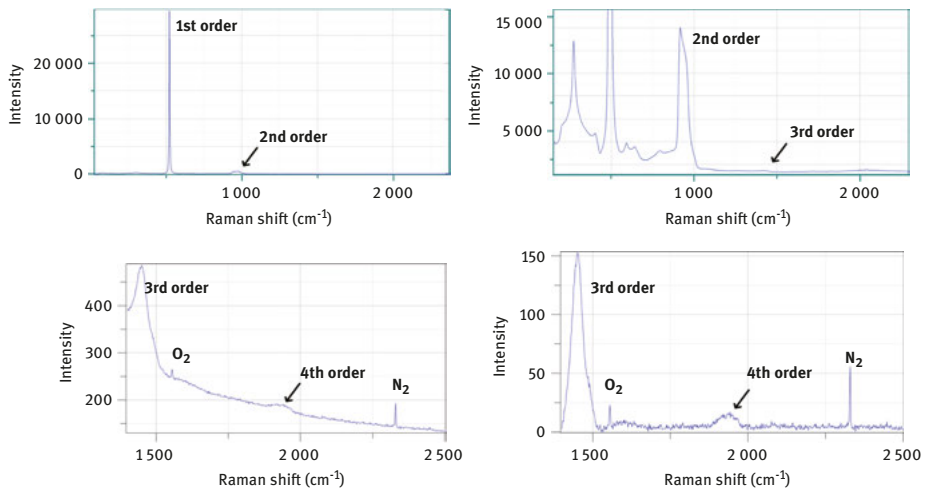 1st order
20 000
10 000
0
Intensity
2nd order
1 000
2 000
Raman shift (cm-1)
15 000
10 000
5 000
Intensity
2nd order
3rd order
1 000
2 000
Raman shift (cm-1)
400
300
200
Intensity
3rd order
O2
4th order
N2
1 500
2 000
2 500
Raman shift (cm-1)
150
100
50
0
Intensity
3rd order
O2
4th order
N2
1 500
2 000
2 500
Raman shift (cm-1)